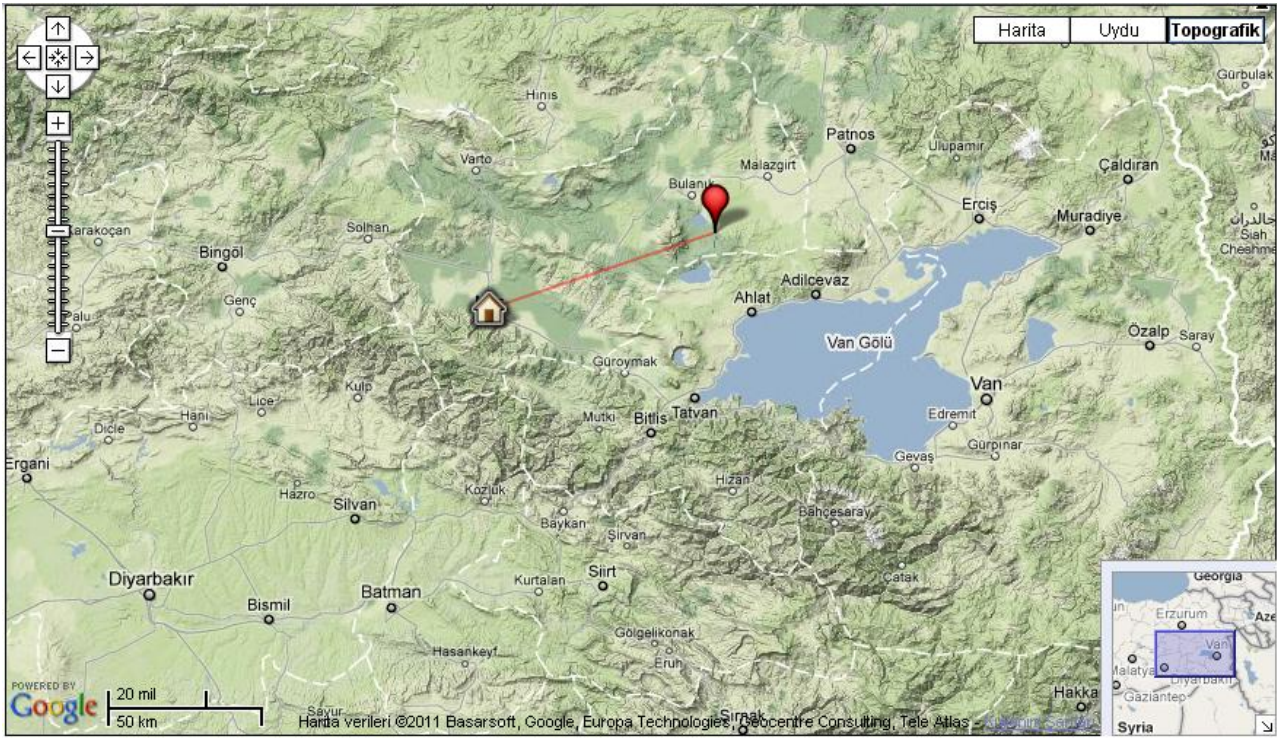 Harita Uydu Topografik
Gürbulak
Hınıs
Patnos
Ulupamir
Varto
Malazgirt
Çaldıran
Bulanık
Erciş
Muradiye
Solhan
Karakoçan
Bingöl
Adilcevaz
Genç
Ahlat
Palu
Özalp Saray
Van Gölü
Güroymak
Kulp
Van
Lice
Hani
Mutki
Bitlis
Tatvan
Edremit
Dicle
Gürpınar
Gevaş
Ergani
Hizan
Hazro
Kozluk
Silvan
Bahçesaray
Baykan
Şirvan
Diyarbakır
Siirt
Kurtalan
Çatak
Batman
Bismil
Georgia
Erzurum
Aze
Van
Malatya
Diyarbakır
Gaziantep
Syria
Gölgelikonak
Eruh
Hasankeyf
Hakka
POWERED BY
Google
20 mil
50 km
Savur
Şırnak
Harita verileri ©2011 Basarsoft, Google, Europa Technologies, Geocentre Consulting, Tele Atlas -